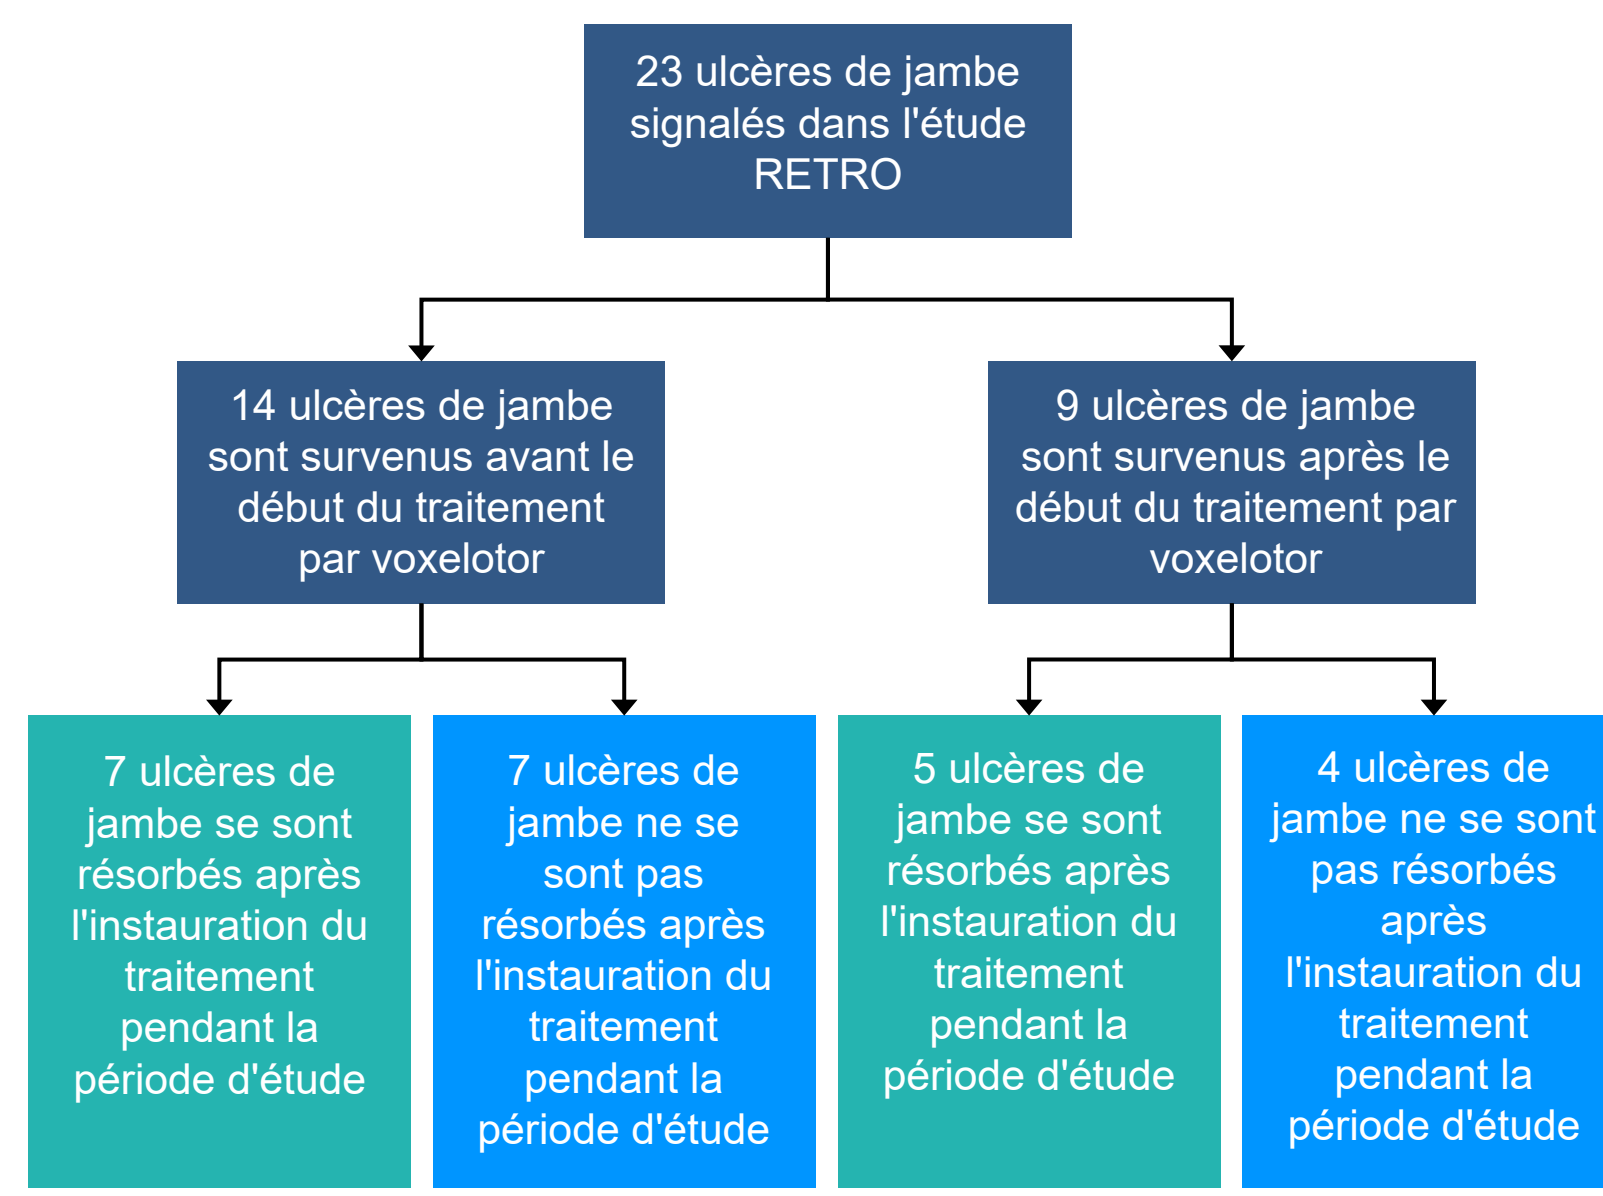 23 ulcères de jambe
signalés dans l'étude
RETRO
14 ulcères de jambe
sont survenus avant le
début du traitement
par voxelotor
9 ulcères de jambe
sont survenus après le
début du traitement par
voxelotor
7 ulcères de
jambe se sont
résorbés après
l'instauration du
traitement
pendant la
période d'étude
7 ulcères de
jambe ne se
sont pas
résorbés après
l'instauration du
traitement
pendant la
période d'étude
5 ulcères de
jambe se sont
résorbés après
l'instauration du
traitement
pendant la
période d'étude
4 ulcères de
jambe ne se sont
pas résorbés
après
l'instauration du
traitement
pendant la
période d'étude